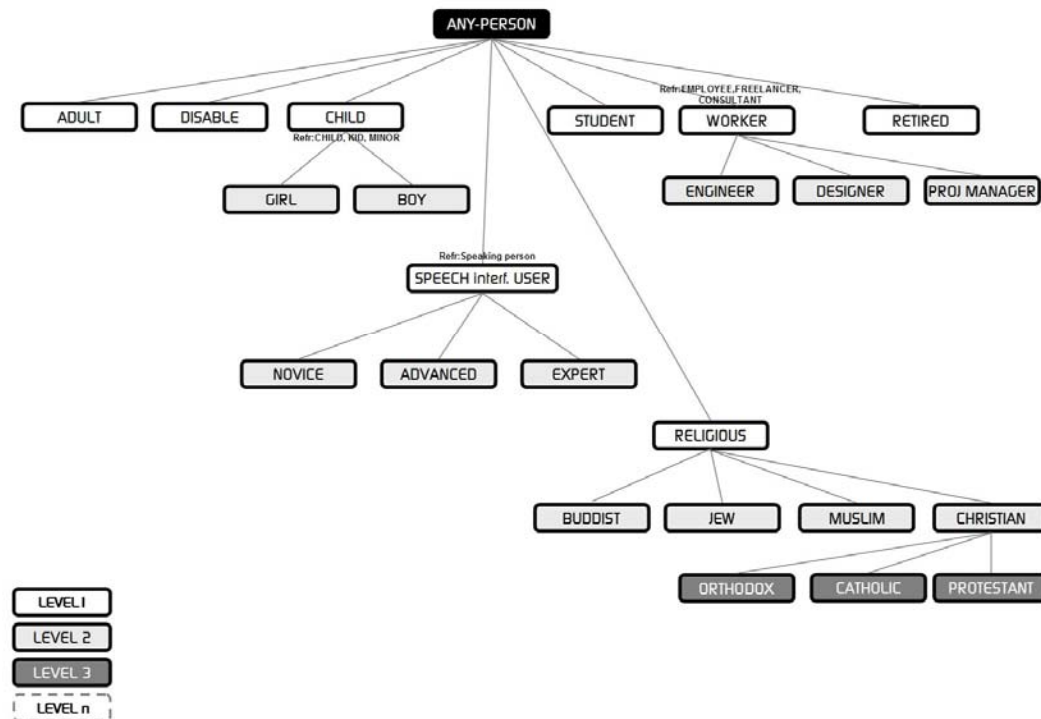 ANY-PERSON
Refr:EMPLOYEE,FREELANCER,
CONSULTANT
ADULT
DISABLE
CHILD
STUDENT
WORKER
RETIRED
Refr:CHILD, KID, MINOR
GIRL
BOY
ENGINEER
DESIGNER
PROJ MANAGER
Refr:Speaking person
SPEECH interf. USER
NOVICE
ADVANCED
EXPERT
RELIGIOUS
BUDDIST
JEW
MUSLIM
CHRISTIAN
ORTHODOX
CATHOLIC
PROTESTANT
LEVEL 1
LEVEL 2
LEVEL 3
LEVEL n